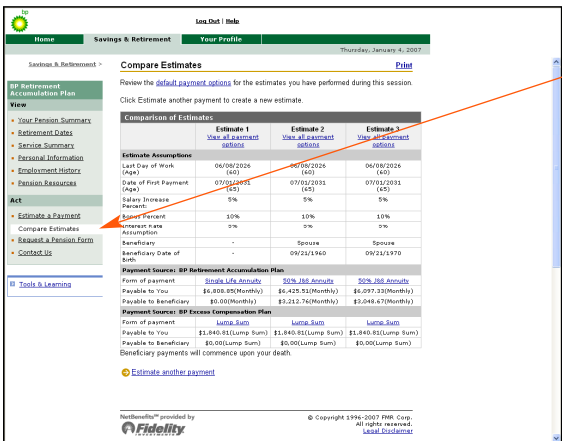 bp
Log Out | Help
Home Savings & Retirement Your Profile
Thursday, January 4, 2007
Savings & Retirement >
Compare Estimates Print
BP Retirement
Accumulation Plan
View
Your Pension Summary
Retirement Dates
Service Summary
Personal Information
Employment History
Pension Resources
Act
Estimate a Payment
Compare Estimates
Request a Pension Form
Contact Us
Tools & Learning
Review the default payment options for the estimates you have performed during this session.
Click Estimate another payment to create a new estimate.
Comparison of Estimates
Estimate 1 Estimate 2 Estimate 3
View all payment View all payment View all payment
options options options
Estimate Assumptions
Last Day of Work 06/08/2026 06/08/2026 06/08/2026
(Age) (60) (60) (60)
Date of First Payment 07/01/2031 07/01/2031 07/01/2031
(Age) (65) (65) (65)
Salary Increase 5% 5% 5%
Percent:
Bonus Percent 10% 10% 10%
Interest Rate 5% 5% 5%
Assumption
Beneficiary - Spouse Spouse
Beneficiary Date of - 09/21/1960 09/21/1970
Birth
Payment Source: BP Retirement Accumulation Plan
Form of payment Single Life Annuity 50% J&S Annuity 50% J&S Annuity
Payable to You $6,808.85(Monthly) $6,425.51(Monthly) $6,097.33(Monthly)
Payable to Beneficiary $0.00(Monthly) $3,212.76(Monthly) $3,048.67(Monthly)
Payment Source: BP Excess Compensation Plan
Form of payment Lump Sum Lump Sum Lump Sum
Payable to You $1,840.81(Lump Sum) $1,840.81(Lump Sum) $1,840.81(Lump Sum)
Payable to Beneficiary $0.00(Lump Sum) $0.00(Lump Sum) $0.00(Lump Sum)
Beneficiary payments will commence upon your death.
Estimate another payment
NetBenefits℠ provided by
Fidelity
INVESTMENTS
© Copyright 1996-2007 FMR Corp.
All rights reserved.
Legal Disclaimer